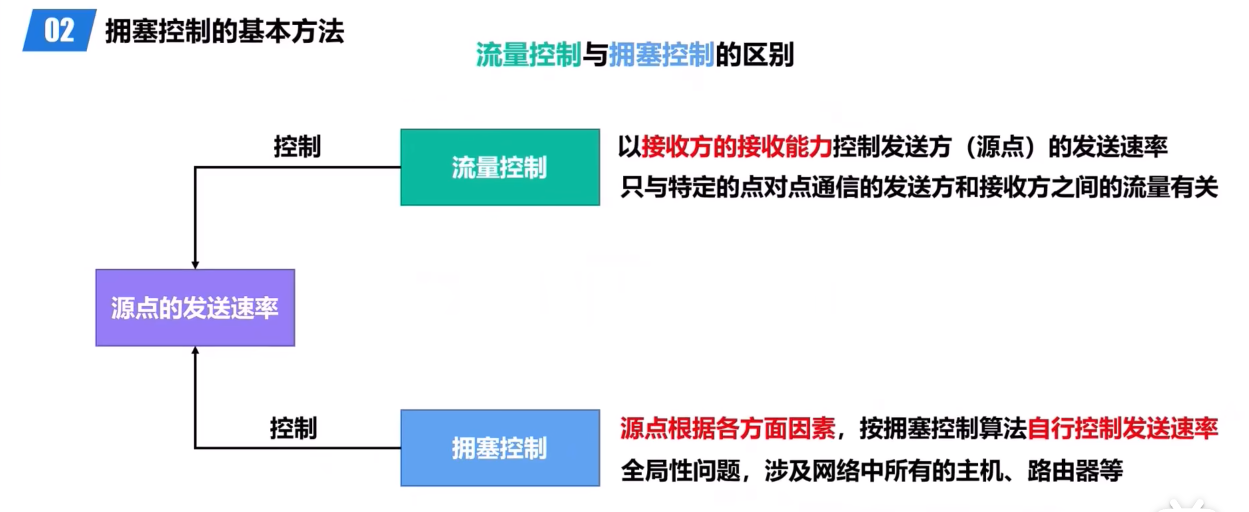 02 拥塞控制的基本方法
流量控制与拥塞控制的区别
控制
流量控制
以接收方的接收能力控制发送方（源点）的发送速率
只与特定的点对点通信的发送方和接收方之间的流量有关
源点的发送速率
控制
拥塞控制
源点根据各方面因素，按拥塞控制算法自行控制发送速率
全局性问题，涉及网络中所有的主机、路由器等